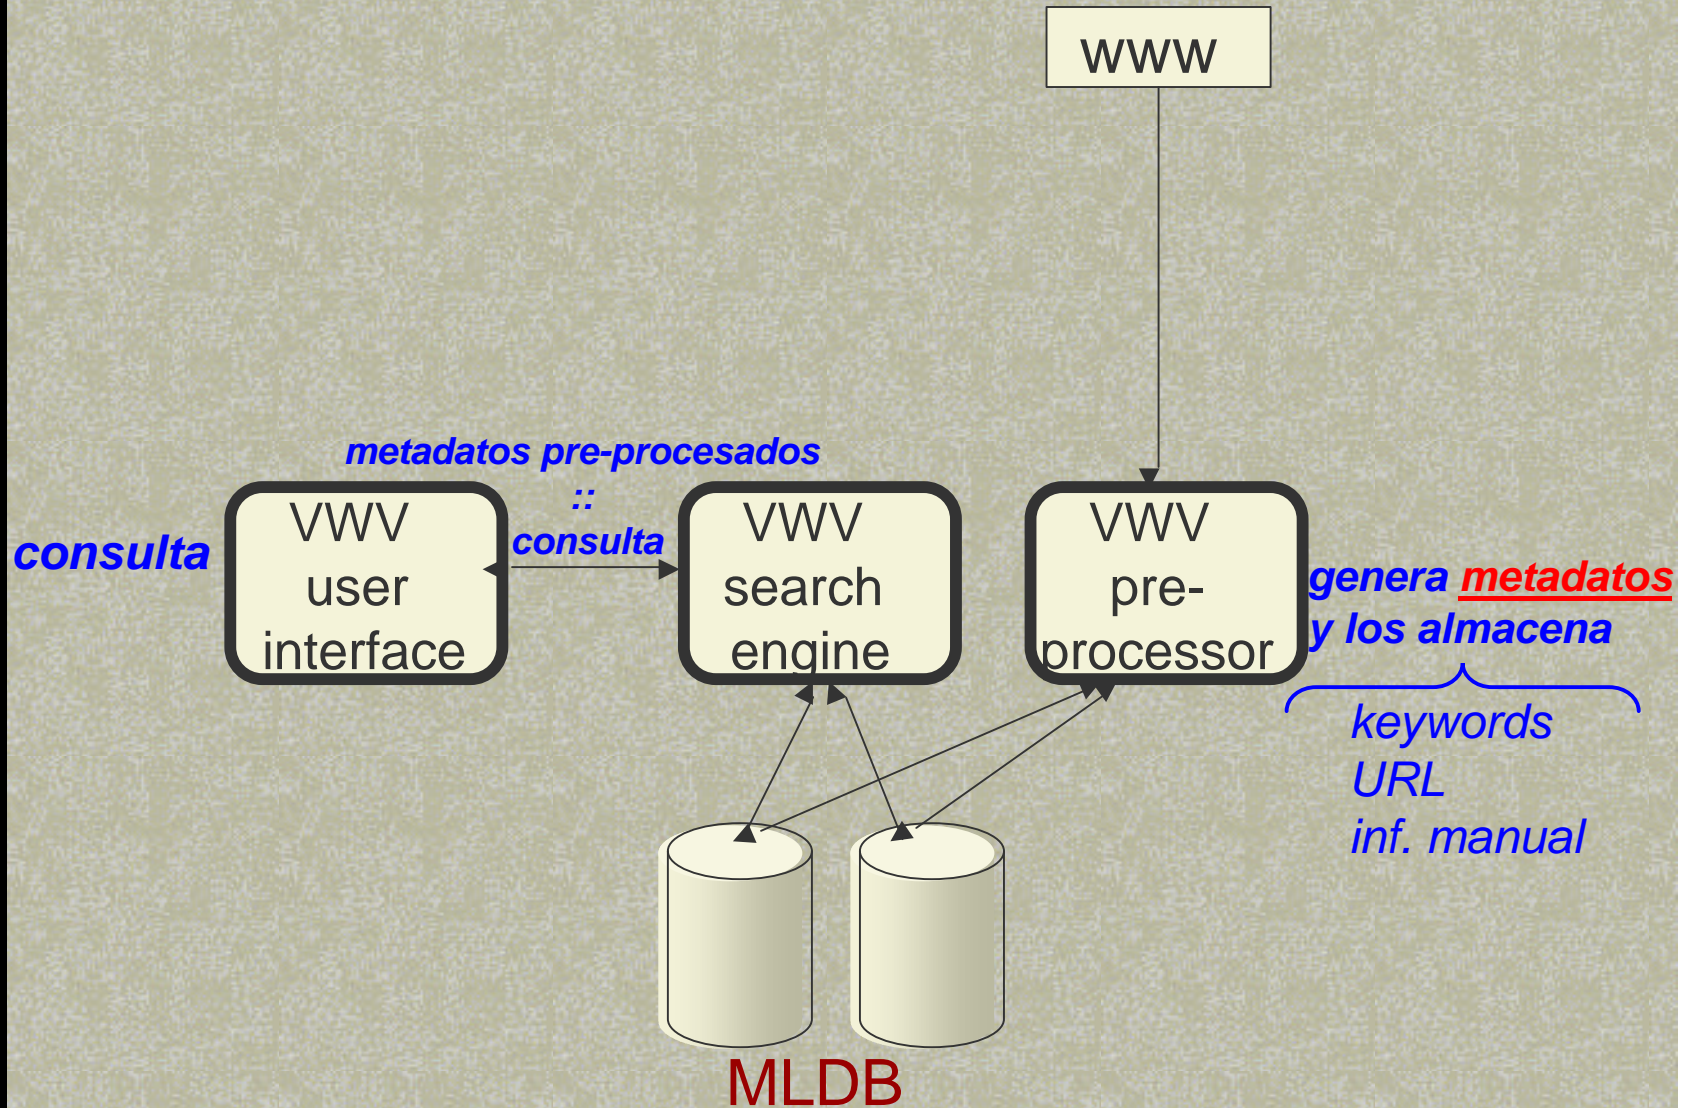 www
metadatos pre-procesados
::
consulta
consulta
VWV
user
interface
VWV
search
engine
VWV
pre-
processor
genera metadatos
y los almacena
keywords
URL
inf. manual
MLDB